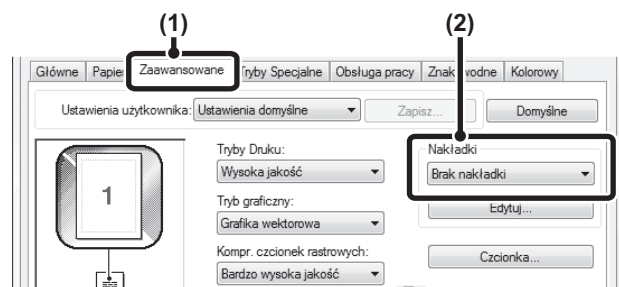 (1) (2)
Główne Papier Zaawansowane Tryby Specjalne Obsługa pracy Znaki wodne Kolorowy
Ustawienia użytkownika: Ustawienia domyślne Zapisz... Domyślne
Tryby Druku: Nakładki
Wysoka jakość Brak nakładki
Tryb graficzny: Edytuj...
Grafika wektorowa
Kompr. czcionek rastrowych: Czcionka...
Bardzo wysoka jakość
1